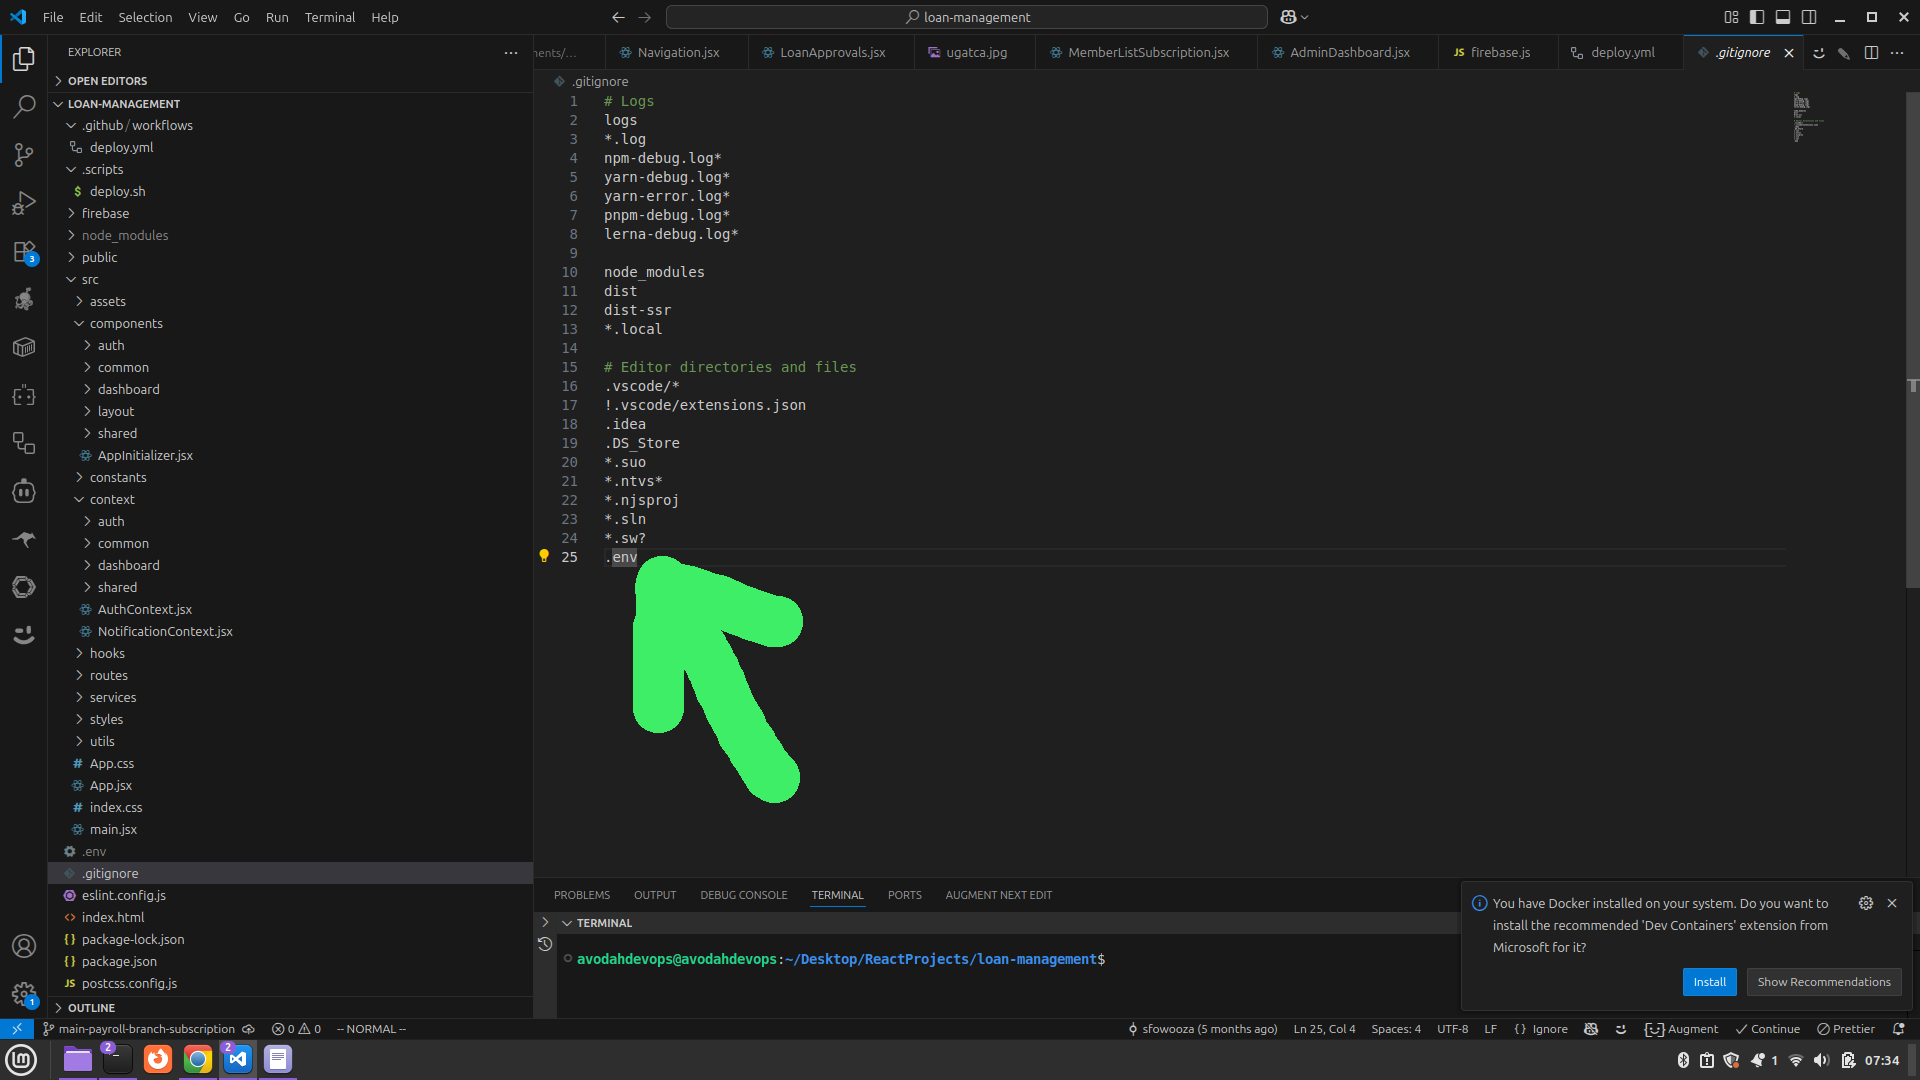 File Edit Selection View Go Run Terminal Help
loan-management
EXPLORER
OPEN EDITORS
LOAN-MANAGEMENT
.github/workflows
deploy.yml
.scripts
$ deploy.sh
firebase
node_modules
public
src
assets
components
auth
common
dashboard
layout
shared
AppInitializer.jsx
constants
context
auth
common
dashboard
shared
AuthContext.jsx
NotificationContext.jsx
hooks
routes
services
styles
utils
# App.css
App.jsx
# index.css
main.jsx
.env
.gitignore
eslint.config.js
<> index.html
{} package-lock.json
{} package.json
JS postcss.config.js
OUTLINE
3
1
nents/... Navigation.jsx LoanApprovals.jsx ugatca.jpg MemberListSubscription.jsx AdminDashboard.jsx JS firebase.js deploy.yml .gitignore
.gitignore
1 # Logs
2 logs
3 *.log
4 npm-debug.log*
5 yarn-debug.log*
6 yarn-error.log*
7 pnpm-debug.log*
8 lerna-debug.log*
9
10 node_modules
11 dist
12 dist-ssr
13 *.local
14
15 # Editor directories and files
16 .vscode/*
17 !.vscode/extensions.json
18 .idea
19 .DS_Store
20 *.suo
21 *.ntvs*
22 *.njsproj
23 *.sln
24 *.sw?
25 .env
PROBLEMS OUTPUT DEBUG CONSOLE TERMINAL PORTS AUGMENT NEXT EDIT
TERMINAL
avodahdevops@avodahdevops:~/Desktop/ReactProjects/loan-management$
You have Docker installed on your system. Do you want to
install the recommended 'Dev Containers' extension from
Microsoft for it?
Install Show Recommendations
main-payroll-branch-subscription 0 0 -- NORMAL -- sfowooza (5 months ago) Ln 25, Col 4 Spaces: 4 UTF-8 LF {} Ignore Augment Continue Prettier
2 2 1 07:34